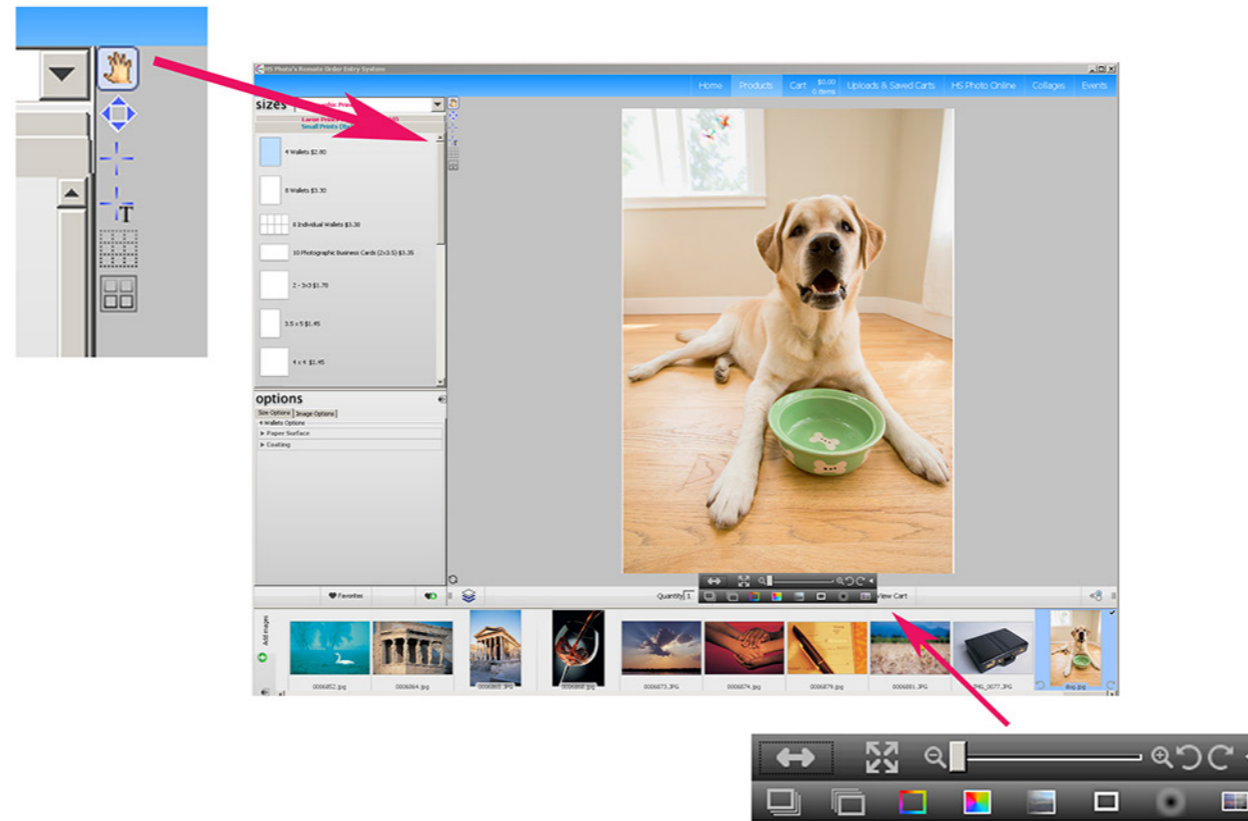 HS Photo's Remote Order Entry System
Home Products Cart $0.00 0 Items Uploads & Saved Carts HS Photo Online Collages Events
sizes
4 Wallets $2.80
8 Wallets $3.30
8 Individual Wallets $3.30
10 Photographic Business Cards (2x3.5) $3.35
2 - 3x3 $1.70
3.5 x 5 $1.45
4 x 4 $1.45
options
Size Options Image Options
4 Wallets Options
Paper Surface
Coating
Favorites
Quantity 1
View Cart
Add Images
0006852.jpg
0006864.jpg
0006873.JPG
0006874.jpg
0006879.jpg
0006881.JPG
IMG_0077.JPG
dog.jpg
T